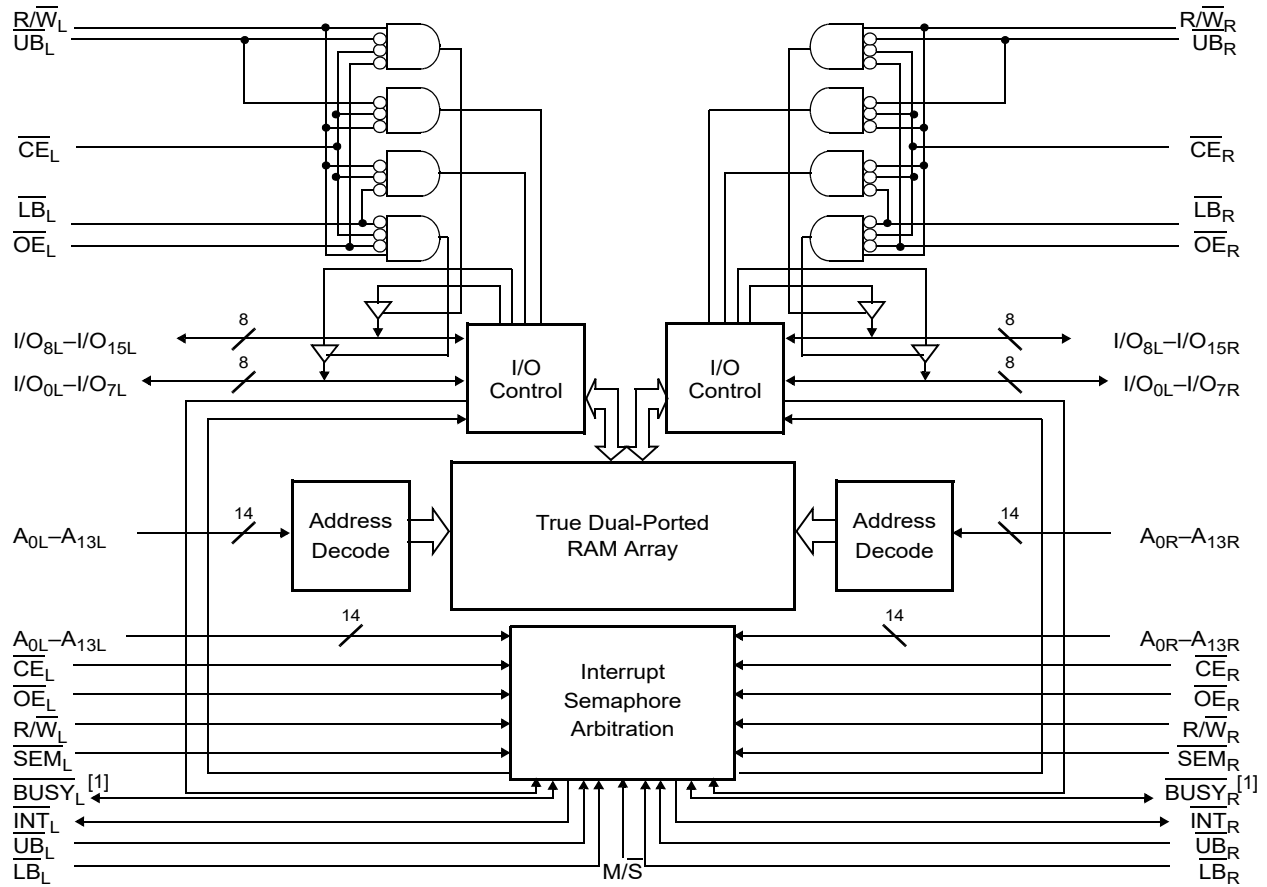 R/W̅L
R/W̅R
U̅B̅L
U̅B̅R
C̅E̅L
C̅E̅R
L̅B̅L
L̅B̅R
O̅E̅L
O̅E̅R
I/O8L–I/O15L
8
8
I/O8L–I/O15R
I/O0L–I/O7L
8
8
I/O0L–I/O7R
I/O
Control
I/O
Control
A0L–A13L
14
Address
Decode
True Dual-Ported
RAM Array
Address
Decode
14
A0R–A13R
A0L–A13L
14
14
A0R–A13R
C̅E̅L
C̅E̅R
O̅E̅L
O̅E̅R
R/W̅L
R/W̅R
S̅E̅M̅L
S̅E̅M̅R
Interrupt
Semaphore
Arbitration
B̅U̅S̅Y̅L[1]
B̅U̅S̅Y̅R[1]
I̅N̅T̅L
I̅N̅T̅R
U̅B̅L
U̅B̅R
L̅B̅L
M/S̅
L̅B̅R